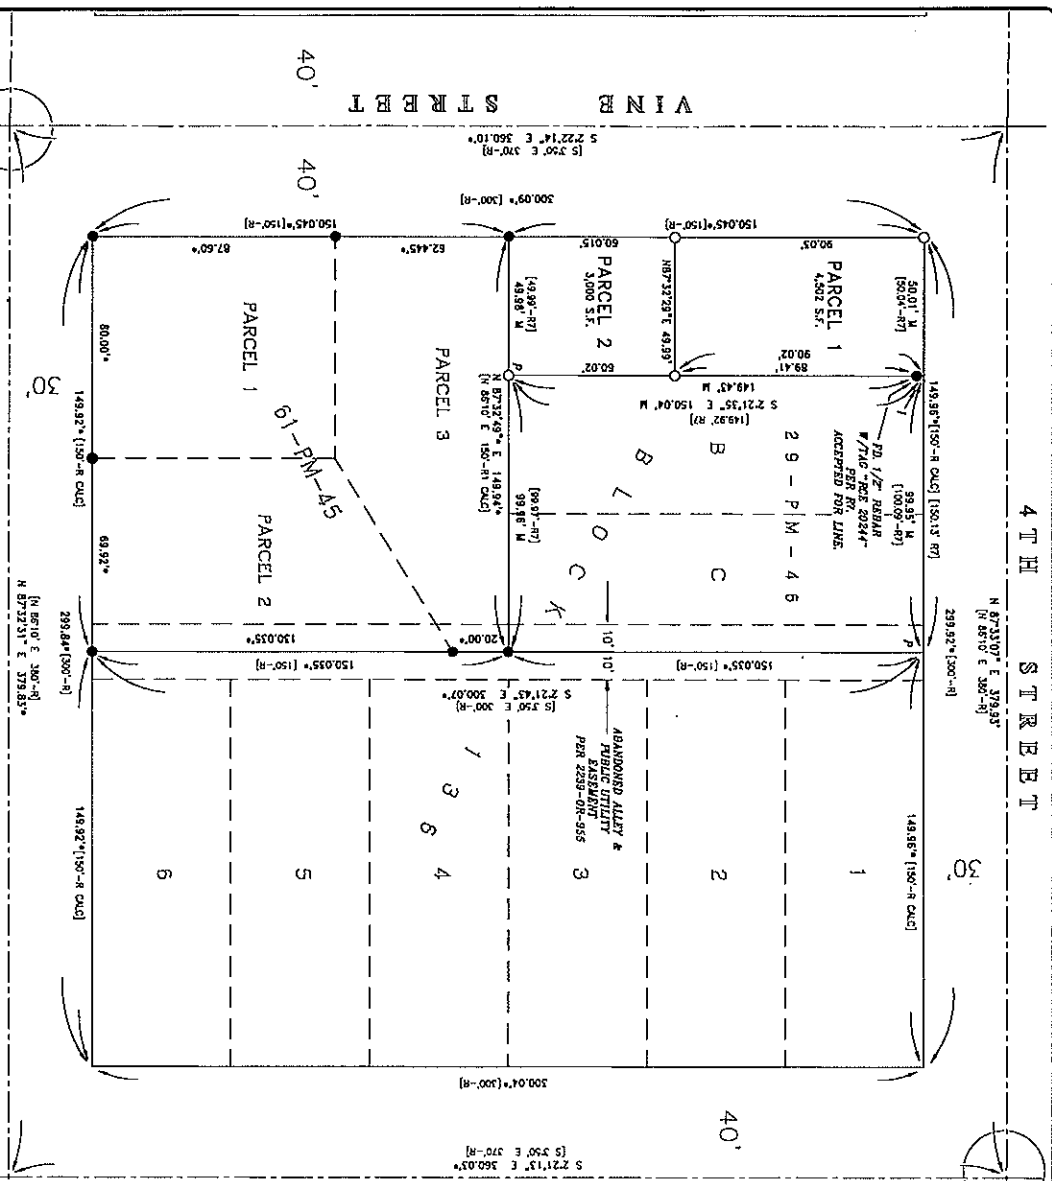 4TH STREET
N 87°33'07" E 379.93'
[N 86°10' E 380'-R]
299.92'* [300'-R]
149.96'* [150'-R CALC] [150.13' R7]
149.96'* [150'-R CALC]
30'
50.01' M
[50.04'-R7]
99.95' M
[100.09'-R7]
PARCEL 1
4,502 S.F.
90.03'
150.045'* [150'-R]
90.02'
89.41'
149.43' M
S 2°21'35" E 150.04' M
[149.92' R7]
FD. 1/2" REBAR
W/TAG "RCE 20244"
PER R7.
ACCEPTED FOR LINE.
29-PM-46
B
C
BLOCK
136
N87°32'29"E 49.99'
PARCEL 2
3,000 S.F.
60.015'
60.02'
[49.99'-R7]
49.98' M
P
P
[99.97'-R7]
99.96' M
N 87°32'49"* E 149.94'*
[N 86°10' E 150'-R1 CALC]
VINE STREET
S 2°22'14" E 360.10'*
[S 3°50' E 370'-R]
300.09'* [300'-R]
40'
40'
40'
62.445'*
87.60'*
150.045'* [150'-R]
PARCEL 3
PARCEL 1
PARCEL 2
61-PM-45
80.00'*
69.92'*
149.92'* [150'-R CALC]
149.92'* [150'-R CALC]
30'
299.84'* [300'-R]
[N 86°10' E 380'-R]
N 87°32'31" E 379.83'*
20.00'*
130.035'*
150.035'* [150'-R]
150.035'* [150'-R]
S 2°21'43" E 300.07'*
[S 3°50' E 300'-R]
10' 10'
ABANDONED ALLEY &
PUBLIC UTILITY
EASEMENT
PER 2239-OR-955
1
2
3
4
5
6
300.04'* [300'-R]
[S 3°50' E 370'-R]
S 2°21'13" E 360.03'*